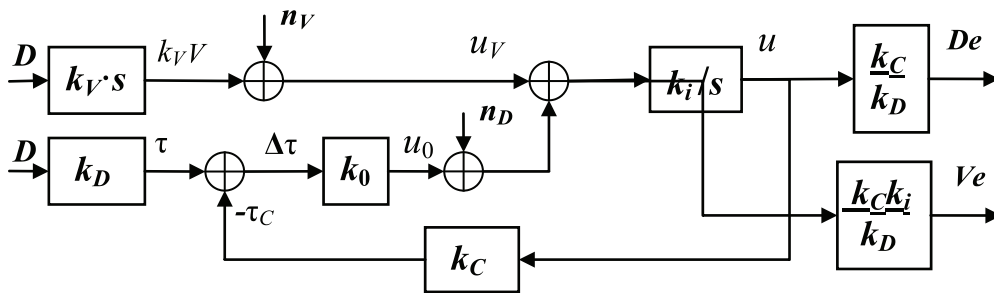 D
k_V · s
k_V V
n_V
u_V
k_i / s
u
k_C
k_D
De
D
k_D
τ
Δτ
k_0
u_0
n_D
-τ_C
k_C
k_C k_i
k_D
Ve